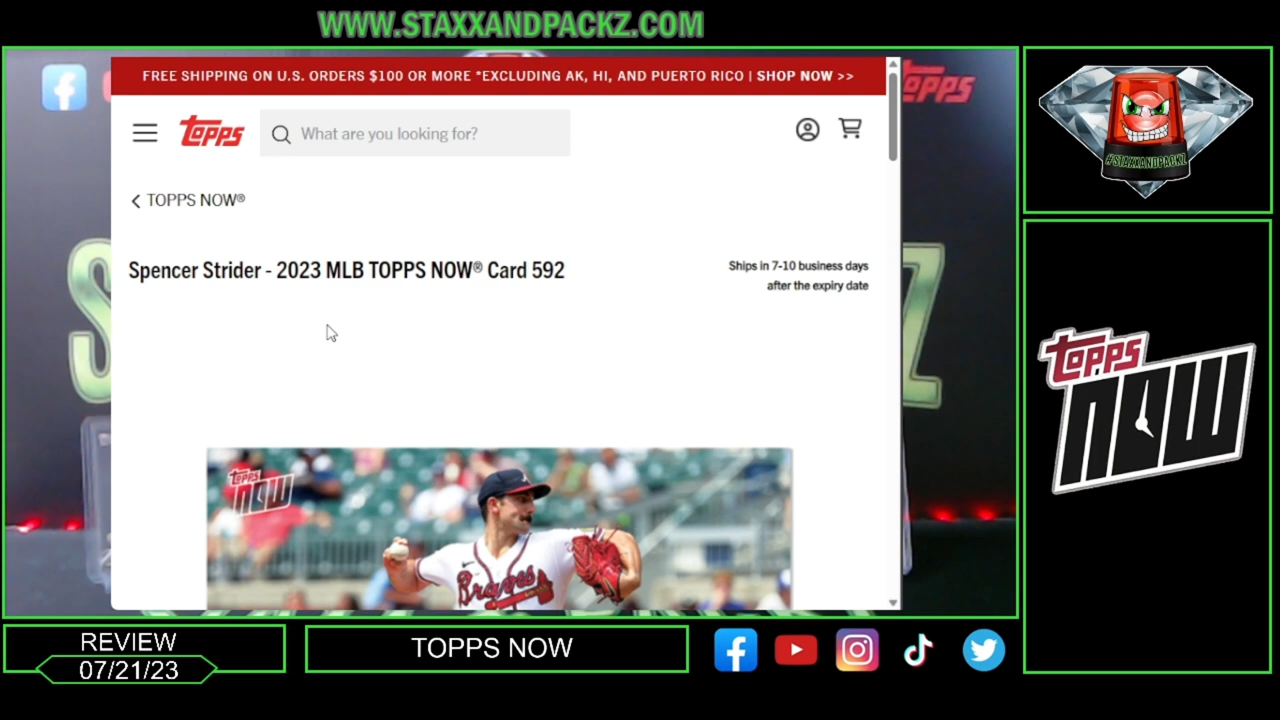 WWW.STAXXANDPACKZ.COM
FREE SHIPPING ON U.S. ORDERS $100 OR MORE *EXCLUDING AK, HI, AND PUERTO RICO | SHOP NOW >>
Topps
What are you looking for?
TOPPS NOW®
Spencer Strider - 2023 MLB TOPPS NOW® Card 592
Ships in 7-10 business days
after the expiry date
Topps
NOW
Braves
#STAXXANDPACKZ
Topps
NOW
REVIEW
07/21/23
TOPPS NOW